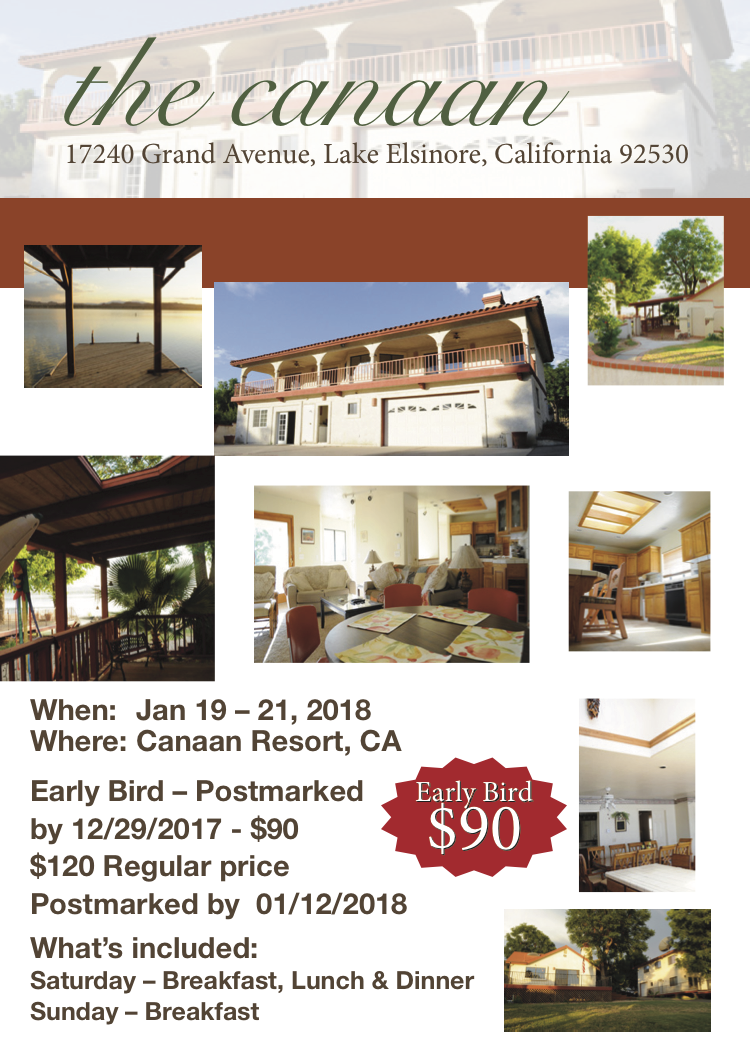 the canaan
17240 Grand Avenue, Lake Elsinore, California 92530
When: Jan 19 – 21, 2018
Where: Canaan Resort, CA
Early Bird – Postmarked
by 12/29/2017 - $90
$120 Regular price
Postmarked by 01/12/2018
Early Bird
$90
What’s included:
Saturday – Breakfast, Lunch & Dinner
Sunday – Breakfast